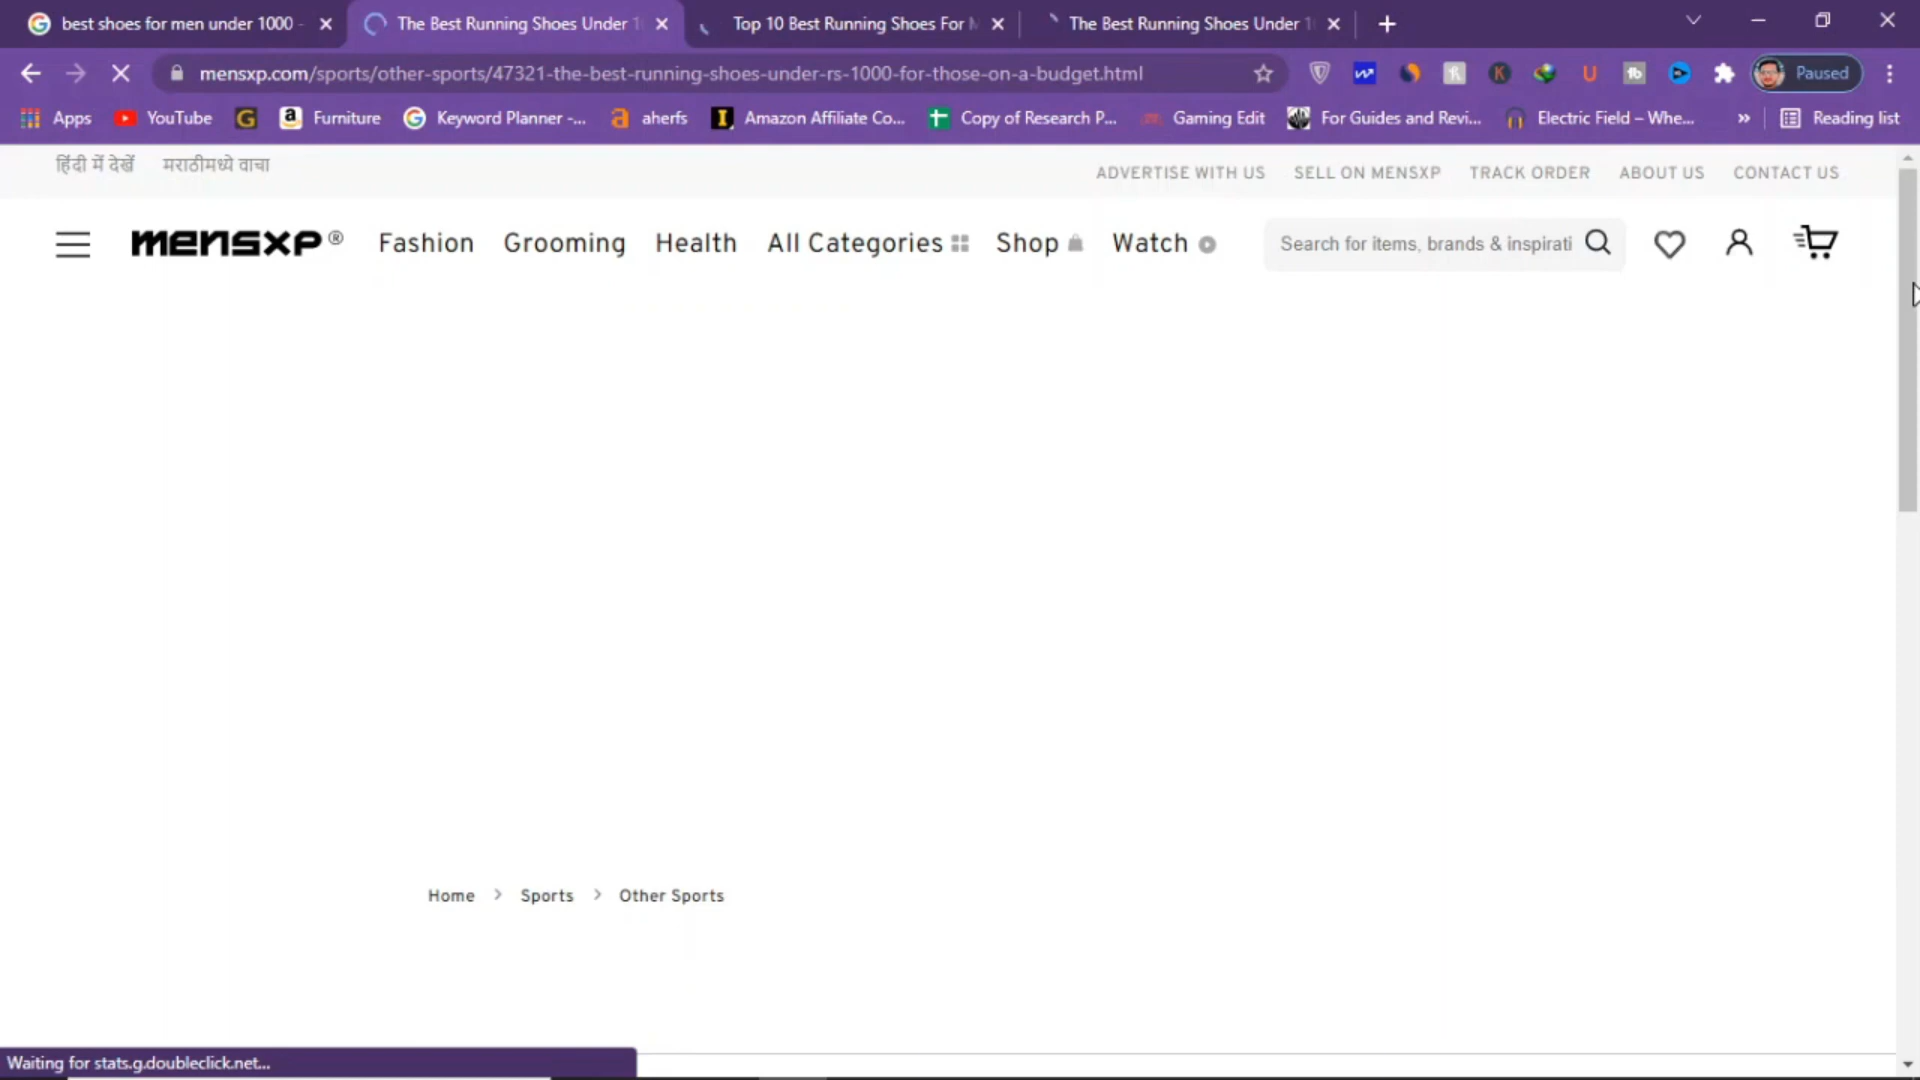 best shoes for men under 1000 -
The Best Running Shoes Under 1
Top 10 Best Running Shoes For
The Best Running Shoes Under 1
mensxp.com/sports/other-sports/47321-the-best-running-shoes-under-rs-1000-for-those-on-a-budget.html
Paused
Apps YouTube Furniture Keyword Planner -... aherfs Amazon Affiliate Co... Copy of Research P... Gaming Edit For Guides and Revi... Electric Field – Whe... » Reading list
हिंदी में देखें मराठीमध्ये वाचा
ADVERTISE WITH US SELL ON MENSXP TRACK ORDER ABOUT US CONTACT US
mensxp® Fashion Grooming Health All Categories Shop Watch Search for items, brands & inspirati
Home > Sports > Other Sports
Waiting for stats.g.doubleclick.net...